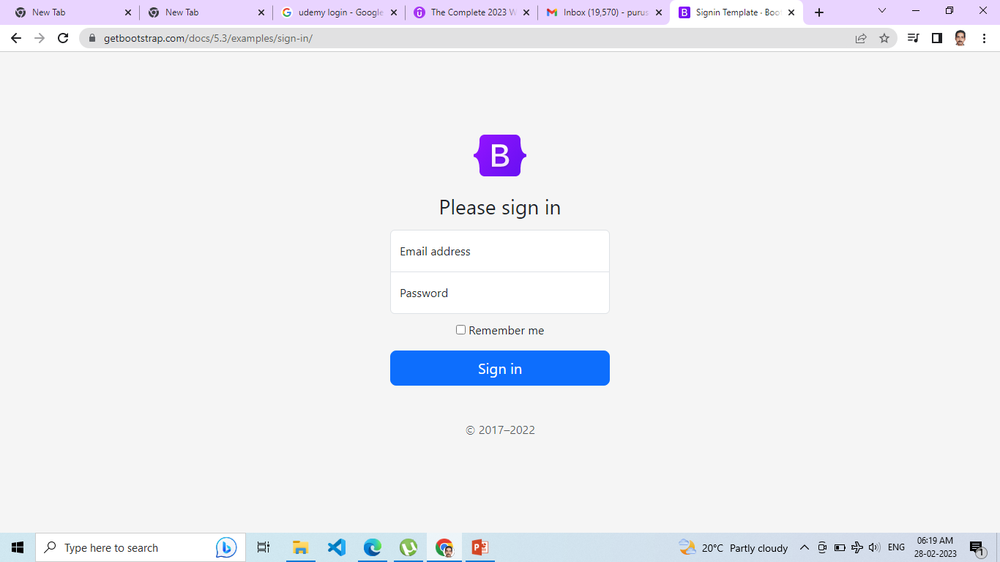 New Tab
New Tab
udemy login - Google
The Complete 2023 W
Inbox (19,570) - purus
Signin Template · Boot
getbootstrap.com/docs/5.3/examples/sign-in/
B
Please sign in
Email address
Password
Remember me
Sign in
© 2017–2022
Type here to search
20°C Partly cloudy
ENG
06:19 AM
28-02-2023
1